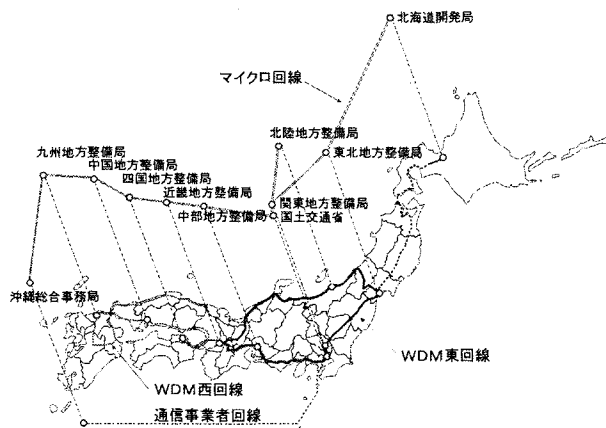 北海道開発局
マイクロ回線
北陸地方整備局
東北地方整備局
九州地方整備局
中国地方整備局
四国地方整備局
近畿地方整備局
中部地方整備局
関東地方整備局
国土交通省
沖縄総合事務局
WDM東回線
WDM西回線
通信事業者回線